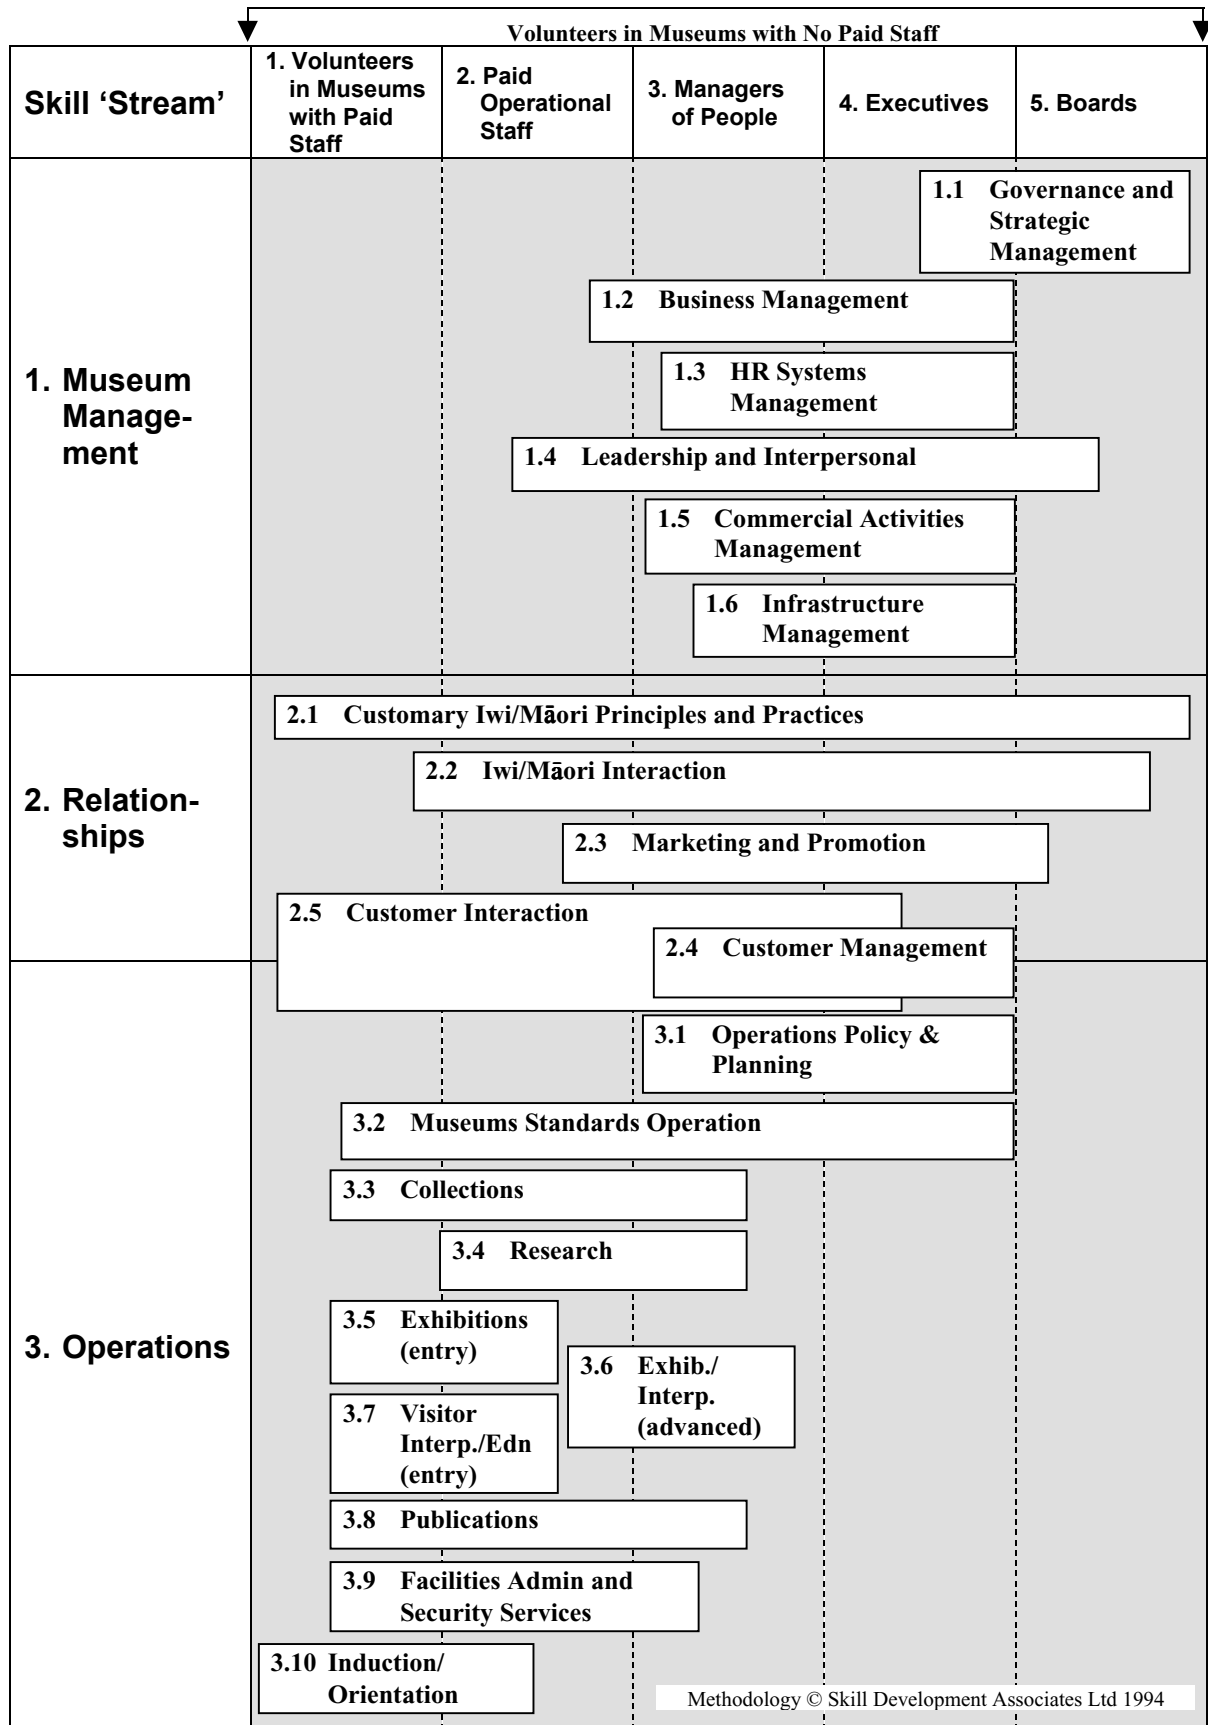 Volunteers in Museums with No Paid Staff
Skill ‘Stream’
1. Volunteers
in Museums
with Paid
Staff
2. Paid
Operational
Staff
3. Managers
of People
4. Executives
5. Boards
1. Museum
Manage-
ment
1.1 Governance and
Strategic
Management
1.2 Business Management
1.3 HR Systems
Management
1.4 Leadership and Interpersonal
1.5 Commercial Activities
Management
1.6 Infrastructure
Management
2. Relation-
ships
2.1 Customary Iwi/Māori Principles and Practices
2.2 Iwi/Māori Interaction
2.3 Marketing and Promotion
2.5 Customer Interaction
2.4 Customer Management
3. Operations
3.1 Operations Policy &
Planning
3.2 Museums Standards Operation
3.3 Collections
3.4 Research
3.5 Exhibitions
(entry)
3.6 Exhib./
Interp.
(advanced)
3.7 Visitor
Interp./Edn
(entry)
3.8 Publications
3.9 Facilities Admin and
Security Services
3.10 Induction/
Orientation
Methodology © Skill Development Associates Ltd 1994